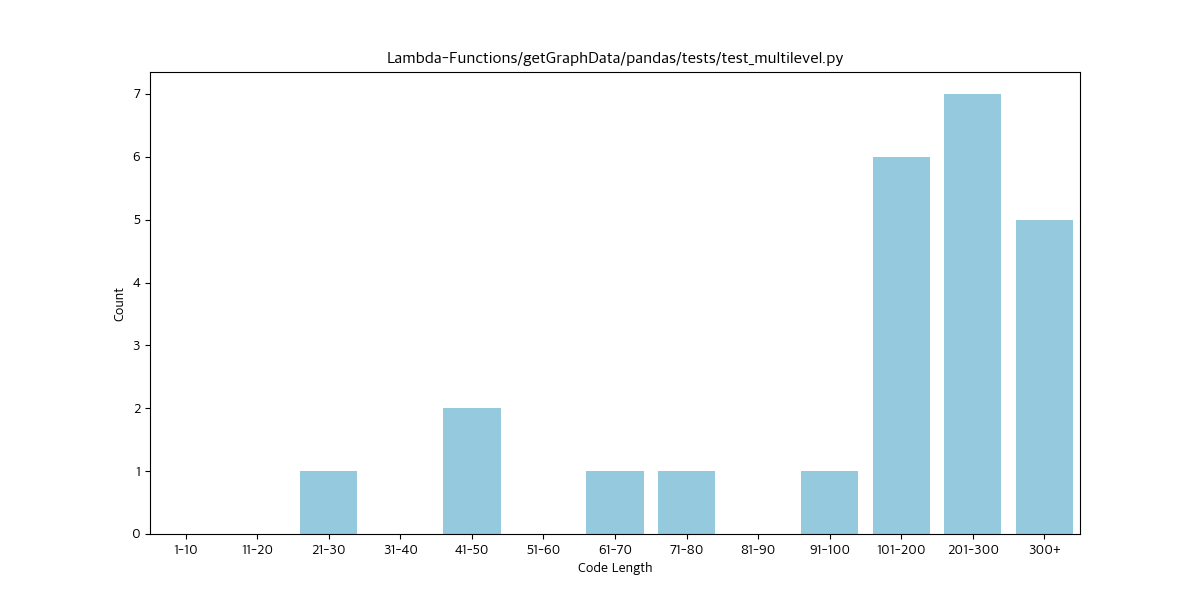 Lambda-Functions/getGraphData/pandas/tests/test_multilevel.py
7
6
5
4
3
2
1
0
Count
1-10 11-20 21-30 31-40 41-50 51-60 61-70 71-80 81-90 91-100 101-200 201-300 300+
Code Length